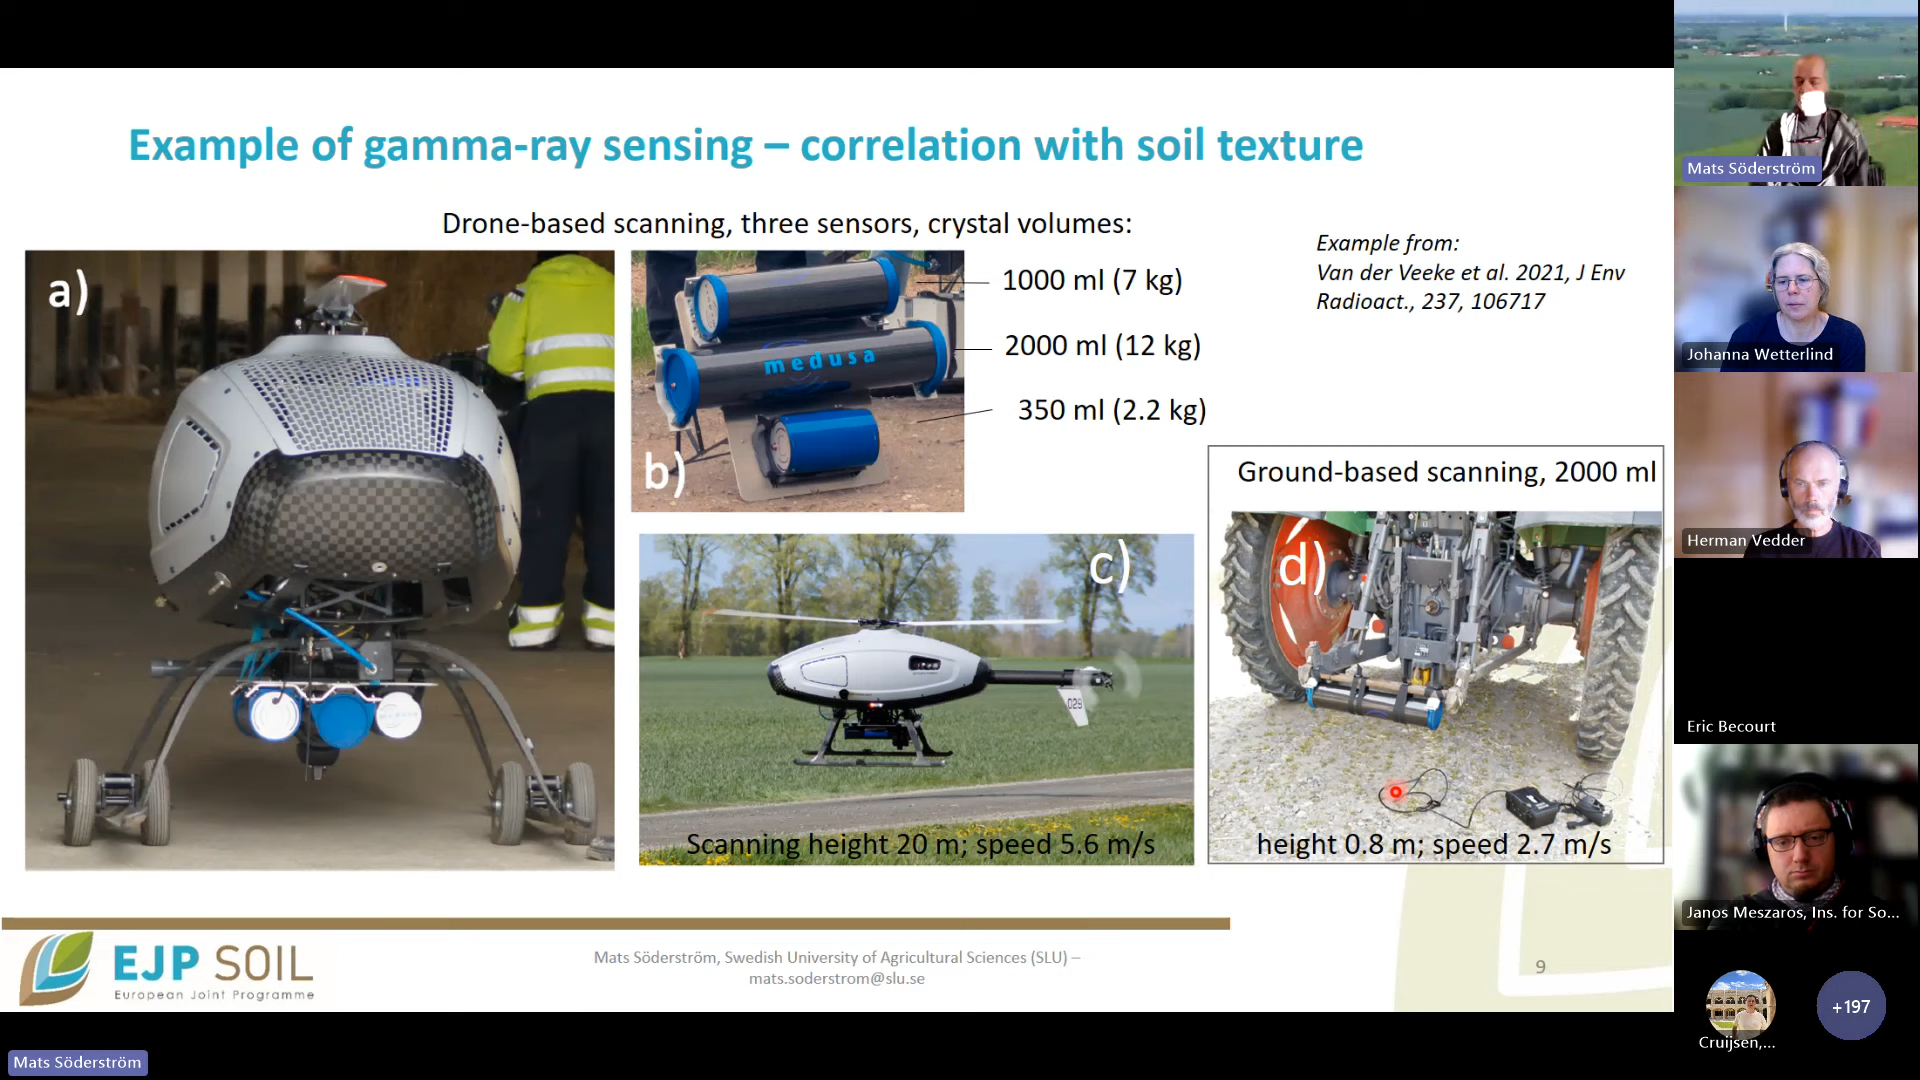 Example of gamma-ray sensing – correlation with soil texture
Drone-based scanning, three sensors, crystal volumes:
Example from:
Van der Veeke et al. 2021, J Env
Radioact., 237, 106717
a)
b)
medusa
1000 ml (7 kg)
2000 ml (12 kg)
350 ml (2.2 kg)
c)
029
Scanning height 20 m; speed 5.6 m/s
Ground-based scanning, 2000 ml
d)
height 0.8 m; speed 2.7 m/s
EJP SOIL
European Joint Programme
Mats Söderström, Swedish University of Agricultural Sciences (SLU) –
mats.soderstrom@slu.se
9
Mats Söderström
Mats Söderström
Johanna Wetterlind
Herman Vedder
Eric Becourt
Janos Meszaros, Ins. for So...
Cruijsen,...
+197